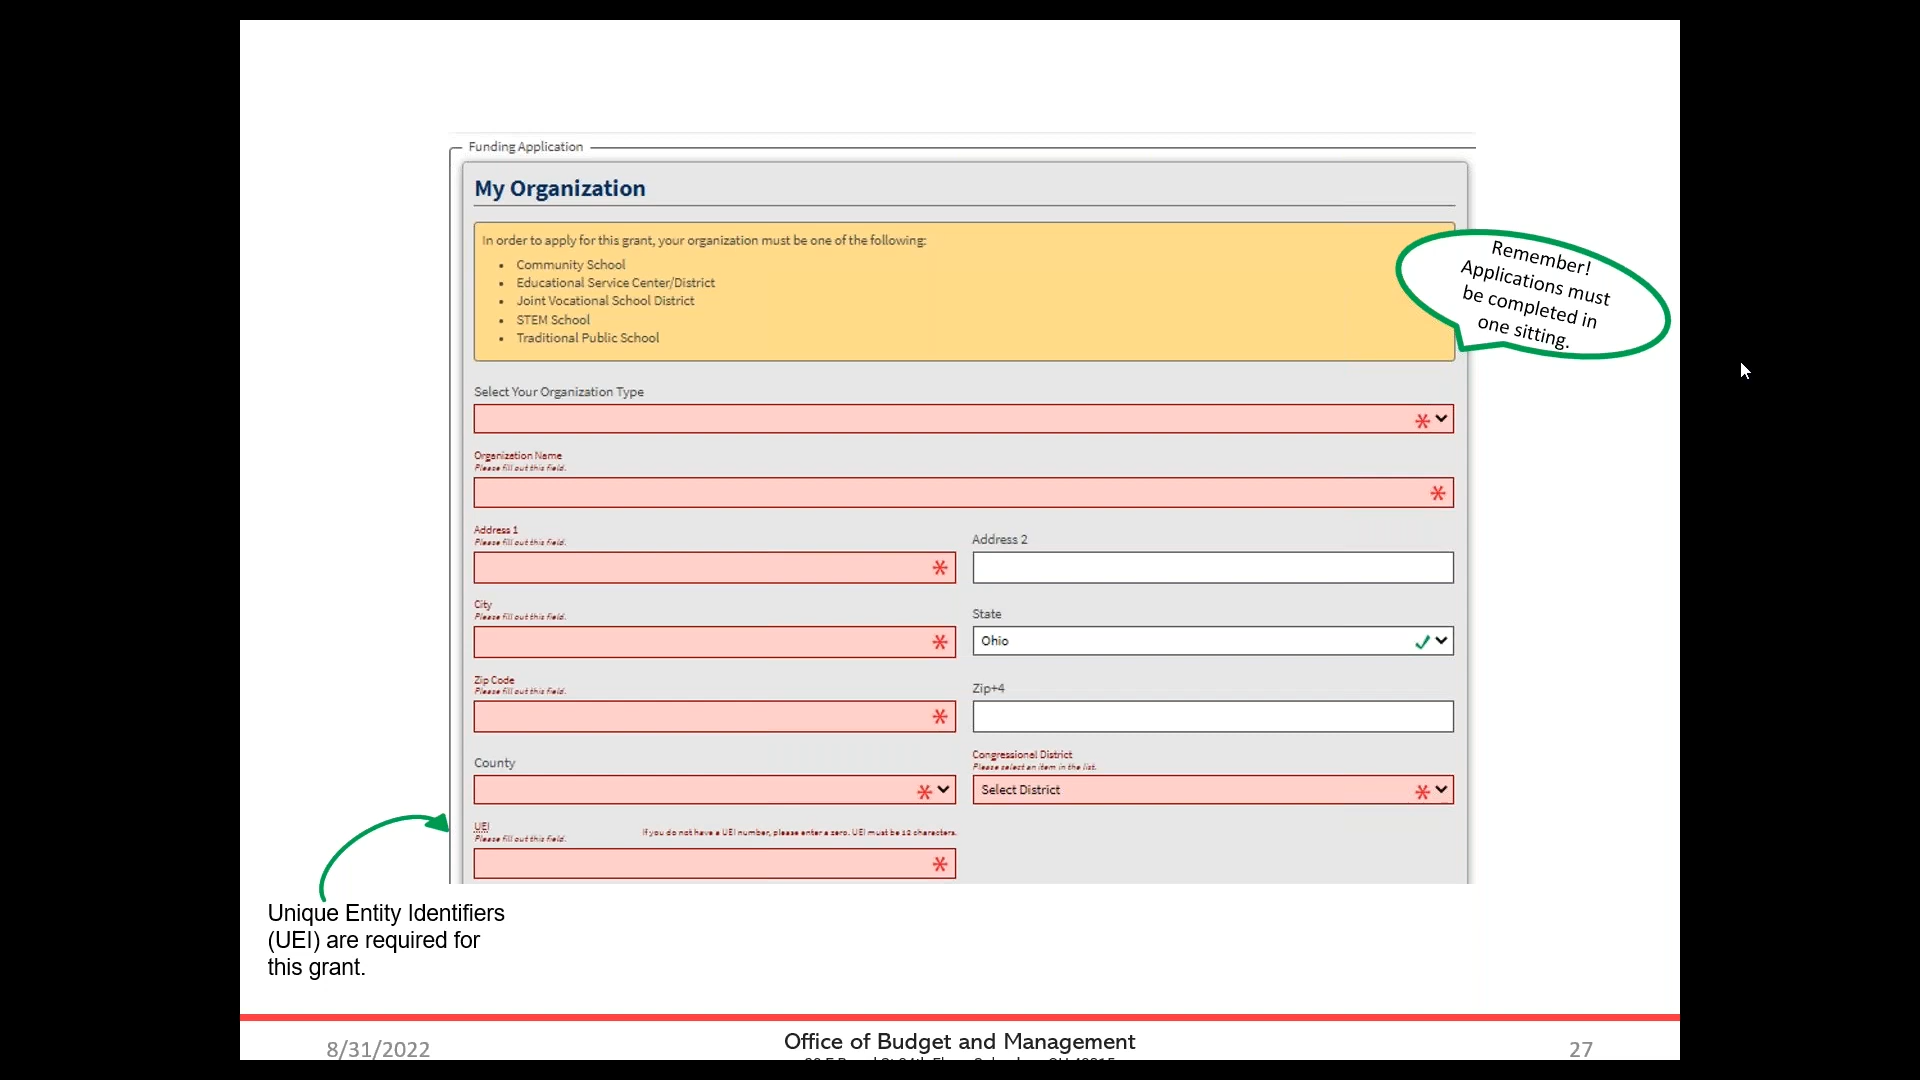 Funding Application
My Organization
In order to apply for this grant, your organization must be one of the following:
• Community School
• Educational Service Center/District
• Joint Vocational School District
• STEM School
• Traditional Public School
Remember!
Applications must
be completed in
one sitting.
Select Your Organization Type
Organization Name
Please fill out this field.
Address 1
Please fill out this field.
Address 2
City
Please fill out this field.
State
Ohio
Zip Code
Please fill out this field.
Zip+4
County
Congressional District
Please select an item in the list.
Select District
UEI
Please fill out this field.
If you do not have a UEI number, please enter a zero. UEI must be 12 characters.
Unique Entity Identifiers
(UEI) are required for
this grant.
8/31/2022
Office of Budget and Management
27